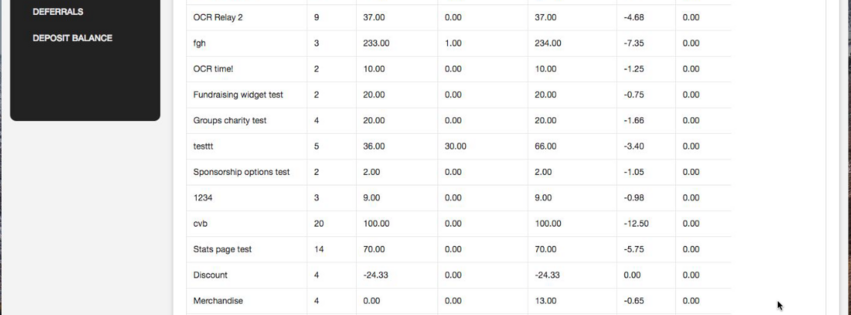 DEFERRALS
DEPOSIT BALANCE
OCR Relay 2 9 37.00 0.00 37.00 -4.68 0.00
fgh 3 233.00 1.00 234.00 -7.35 0.00
OCR time! 2 10.00 0.00 10.00 -1.25 0.00
Fundraising widget test 2 20.00 0.00 20.00 -0.75 0.00
Groups charity test 4 20.00 0.00 20.00 -1.66 0.00
testtt 5 36.00 30.00 66.00 -3.40 0.00
Sponsorship options test 2 2.00 0.00 2.00 -1.05 0.00
1234 3 9.00 0.00 9.00 -0.98 0.00
cvb 20 100.00 0.00 100.00 -12.50 0.00
Stats page test 14 70.00 0.00 70.00 -5.75 0.00
Discount 4 -24.33 0.00 -24.33 0.00 0.00
Merchandise 4 0.00 0.00 13.00 -0.65 0.00